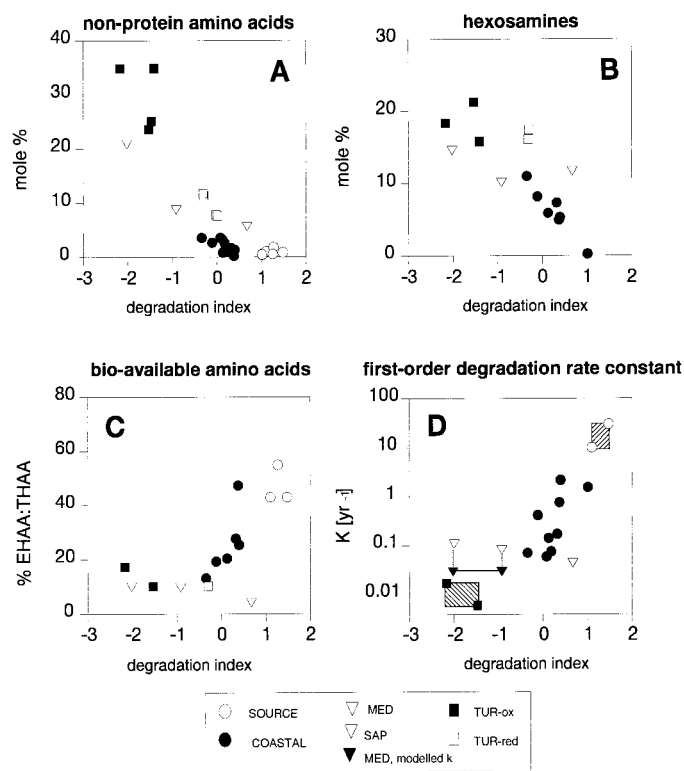 non-protein amino acids
hexosamines
40
30
20
10
0
mole %
A
-3 -2 -1 0 1 2
degradation index
30
20
10
0
mole %
B
-3 -2 -1 0 1 2
degradation index
bio-available amino acids
first-order degradation rate constant
80
60
40
20
0
% EHAA:THAA
C
-3 -2 -1 0 1 2
degradation index
100
10
1
0.1
0.01
K [yr -1]
D
-3 -2 -1 0 1 2
degradation index
SOURCE
MED
TUR-ox
COASTAL
SAP
TUR-red
MED, modelled k